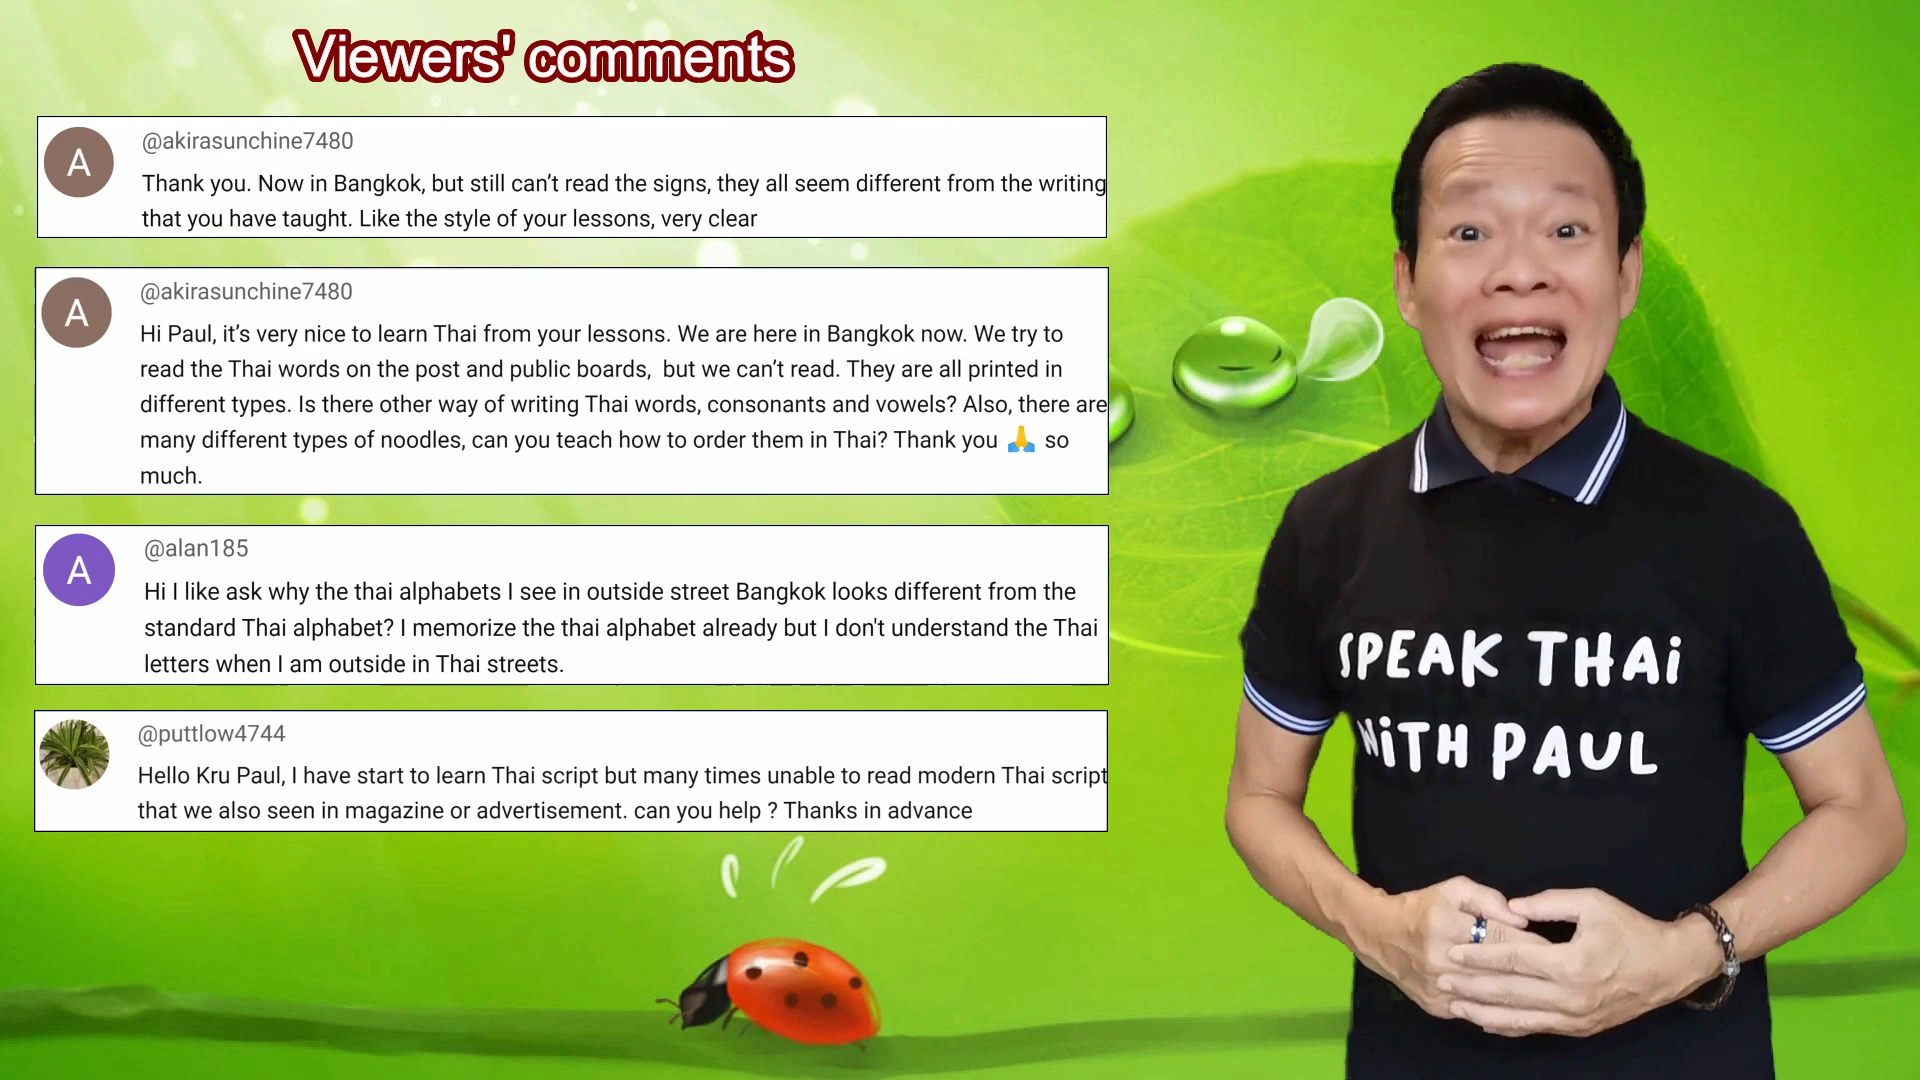 Viewers' comments
A
@akirasunchine7480
Thank you. Now in Bangkok, but still can’t read the signs, they all seem different from the writing
that you have taught. Like the style of your lessons, very clear
A
@akirasunchine7480
Hi Paul, it’s very nice to learn Thai from your lessons. We are here in Bangkok now. We try to
read the Thai words on the post and public boards,  but we can’t read. They are all printed in
different types. Is there other way of writing Thai words, consonants and vowels? Also, there are
many different types of noodles, can you teach how to order them in Thai? Thank you 🙏 so
much.
A
@alan185
Hi I like ask why the thai alphabets I see in outside street Bangkok looks different from the
standard Thai alphabet? I memorize the thai alphabet already but I don't understand the Thai
letters when I am outside in Thai streets.
@puttlow4744
Hello Kru Paul, I have start to learn Thai script but many times unable to read modern Thai script
that we also seen in magazine or advertisement. can you help ? Thanks in advance
SPEAK THAi
WiTH PAUL